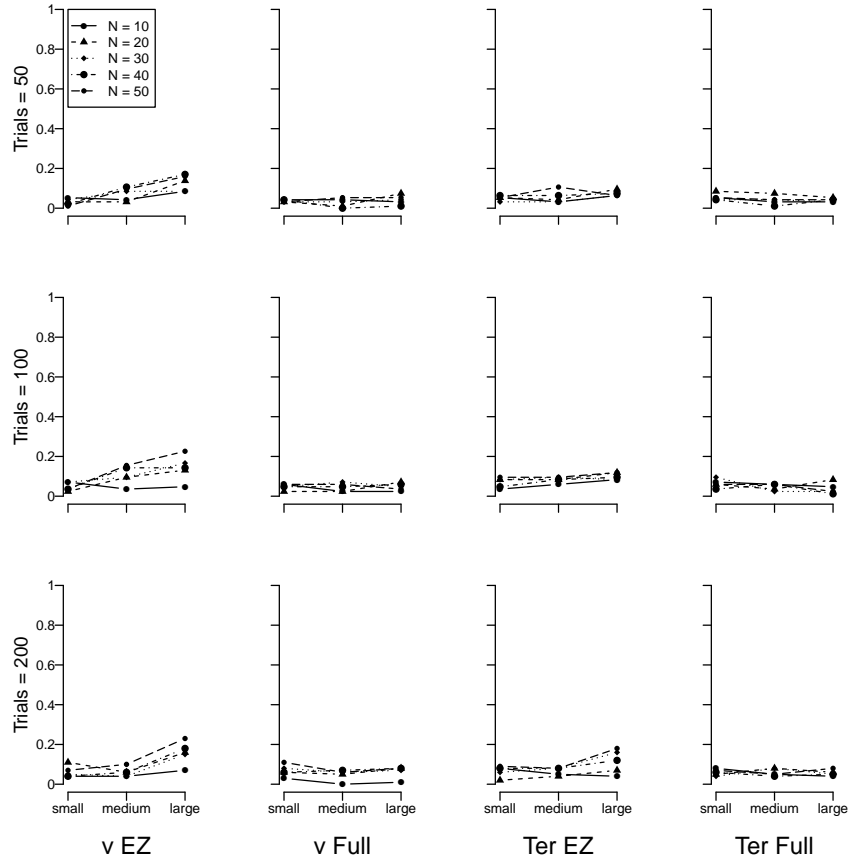 1
0.8
0.6
0.4
0.2
0
Trials = 50
N = 10
N = 20
N = 30
N = 40
N = 50
1
0.8
0.6
0.4
0.2
0
Trials = 100
1
0.8
0.6
0.4
0.2
0
Trials = 200
small medium large small medium large small medium large small medium large
v EZ v Full Ter EZ Ter Full